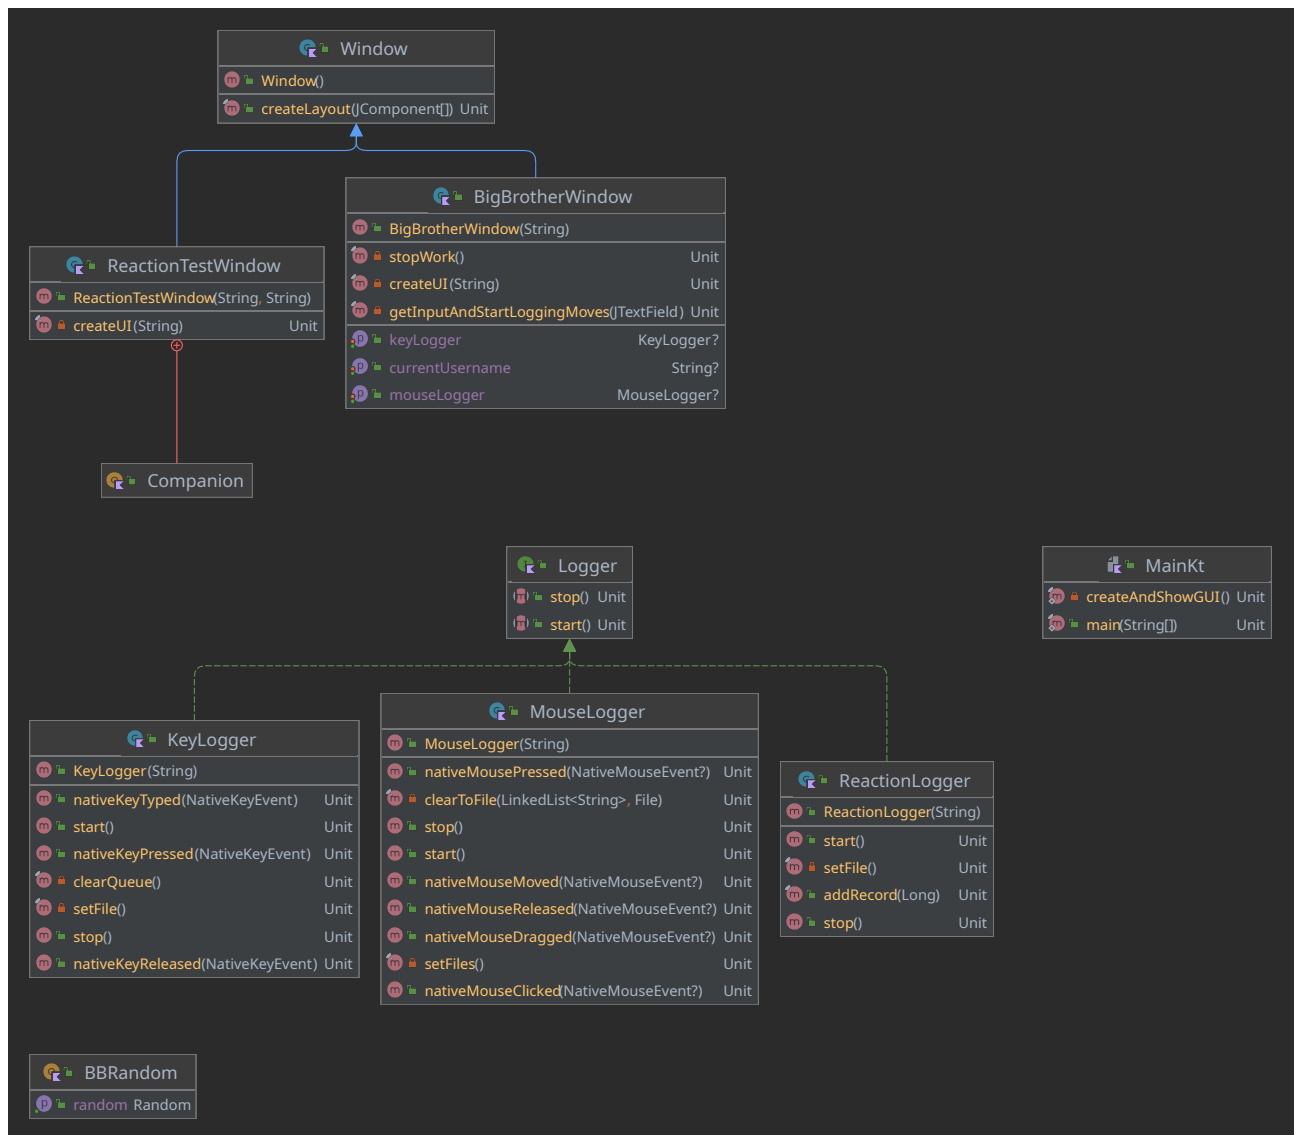 Window
Window()
createLayout(JComponent[]) Unit
BigBrotherWindow
BigBrotherWindow(String)
stopWork() Unit
createUI(String) Unit
getInputAndStartLoggingMoves(JTextField) Unit
keyLogger KeyLogger?
currentUsername String?
mouseLogger MouseLogger?
ReactionTestWindow
ReactionTestWindow(String, String)
createUI(String) Unit
Companion
Logger
stop() Unit
start() Unit
MainKt
createAndShowGUI() Unit
main(String[]) Unit
KeyLogger
KeyLogger(String)
nativeKeyTyped(NativeKeyEvent) Unit
start() Unit
nativeKeyPressed(NativeKeyEvent) Unit
clearQueue() Unit
setFile() Unit
stop() Unit
nativeKeyReleased(NativeKeyEvent) Unit
MouseLogger
MouseLogger(String)
nativeMousePressed(NativeMouseEvent?) Unit
clearToFile(LinkedList<String>, File) Unit
stop() Unit
start() Unit
nativeMouseMoved(NativeMouseEvent?) Unit
nativeMouseReleased(NativeMouseEvent?) Unit
nativeMouseDragged(NativeMouseEvent?) Unit
setFiles() Unit
nativeMouseClicked(NativeMouseEvent?) Unit
ReactionLogger
ReactionLogger(String)
start() Unit
setFile() Unit
addRecord(Long) Unit
stop() Unit
BBRandom
random Random